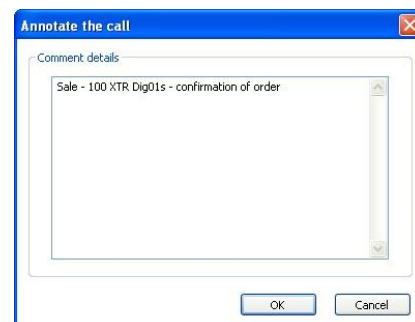 Annotate the call
Comment details
Sale - 100 XTR Dig01s - confirmation of order
OK
Cancel